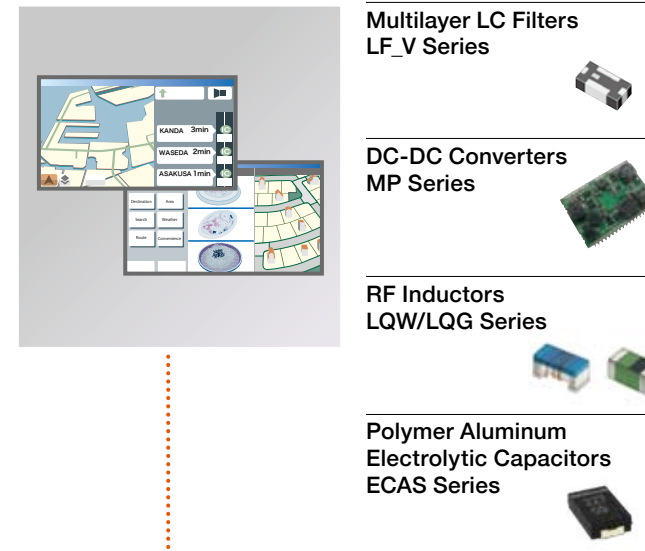 KANDA 3min
WASEDA 2min
ASAKUSA 1min
Destination Area
Search Weather
Route Convenience
Multilayer LC Filters
LF_V Series
DC-DC Converters
MP Series
RF Inductors
LQW/LQG Series
Polymer Aluminum
Electrolytic Capacitors
ECAS Series